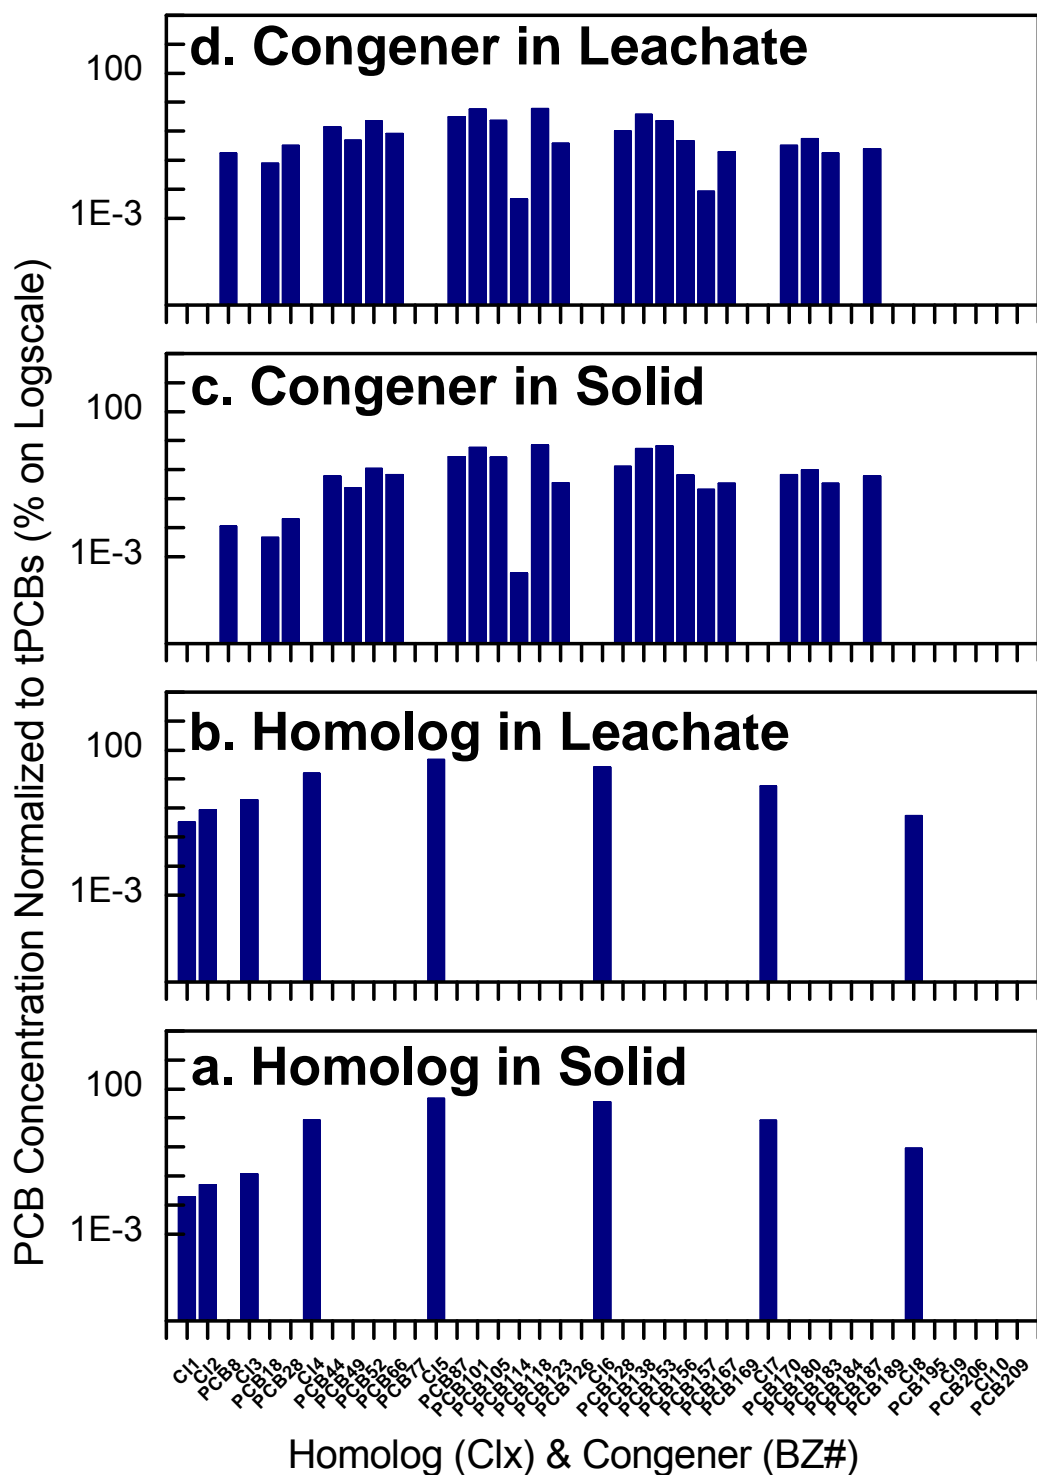 PCB Concentration Normalized to tPCBs (% on Logscale)
d. Congener in Leachate
100
1E-3
c. Congener in Solid
100
1E-3
b. Homolog in Leachate
100
1E-3
a. Homolog in Solid
100
1E-3
Cl1
Cl2
PCB8
Cl3
PCB18
PCB28
Cl4
PCB44
PCB49
PCB52
PCB66
PCB77
Cl5
PCB87
PCB101
PCB105
PCB114
PCB118
PCB123
PCB126
Cl6
PCB128
PCB138
PCB153
PCB156
PCB157
PCB167
PCB169
Cl7
PCB170
PCB180
PCB183
PCB184
PCB187
PCB189
Cl8
PCB195
Cl9
PCB206
Cl10
PCB209
Homolog (Clx) & Congener (BZ#)